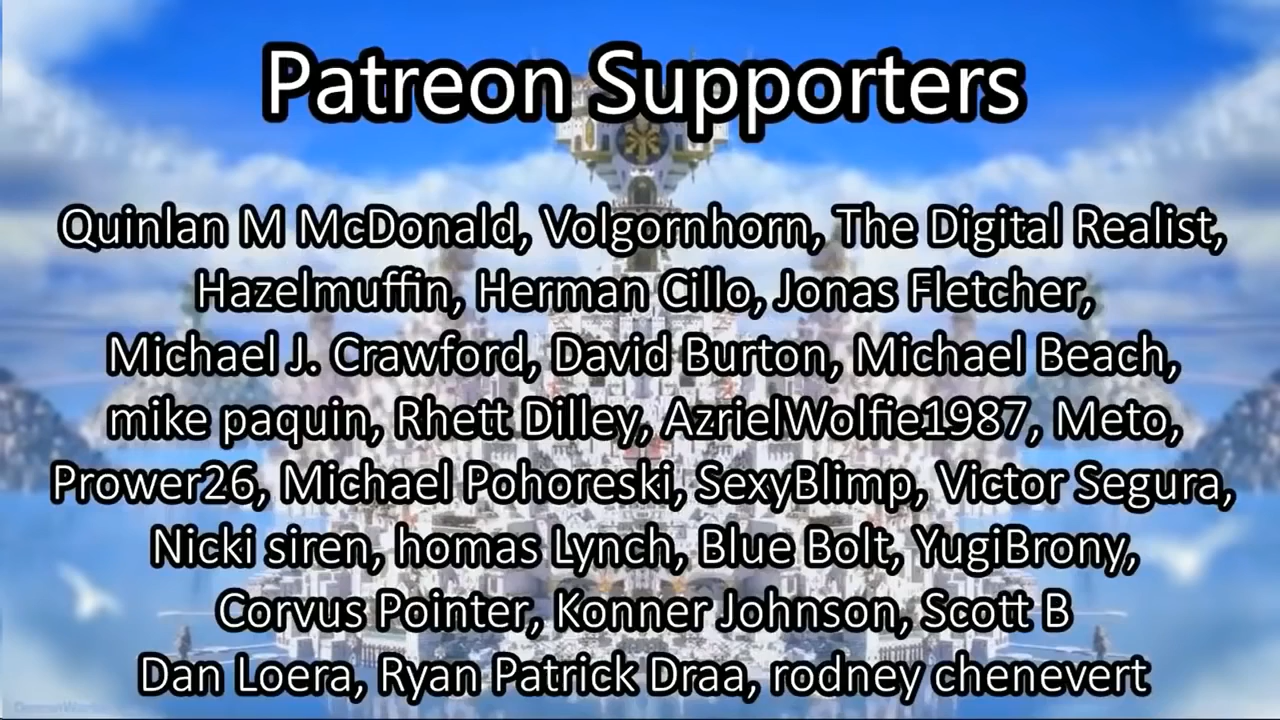 Patreon Supporters
Quinlan M McDonald, Volgornhorn, The Digital Realist,
Hazelmuffin, Herman Cillo, Jonas Fletcher,
Michael J. Crawford, David Burton, Michael Beach,
mike paquin, Rhett Dilley, AzrielWolfie1987, Meto,
Prower26, Michael Pohoreski, SexyBlimp, Victor Segura,
Nicki siren, homas Lynch, Blue Bolt, YugiBrony,
Corvus Pointer, Konner Johnson, Scott B
Dan Loera, Ryan Patrick Draa, rodney chenevert